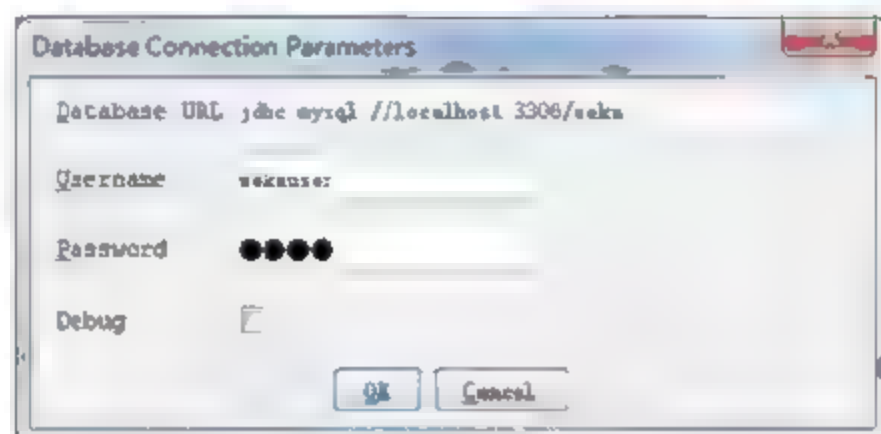 Database Connection Parameters
Database URL jdbc mysql //localhost 3306/weka
Username wekauser
Password ●●●●
Debug
OK Cancel